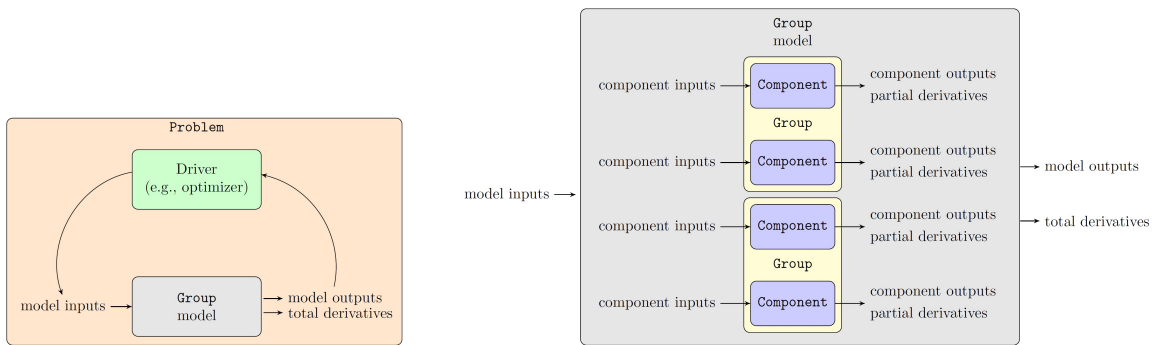 Problem
Driver
(e.g., optimizer)
model inputs
Group
model
model outputs
total derivatives
Group
model
model inputs
component inputs
Component
component outputs
partial derivatives
Group
component inputs
Component
component outputs
partial derivatives
component inputs
Component
component outputs
partial derivatives
Group
component inputs
Component
component outputs
partial derivatives
model outputs
total derivatives